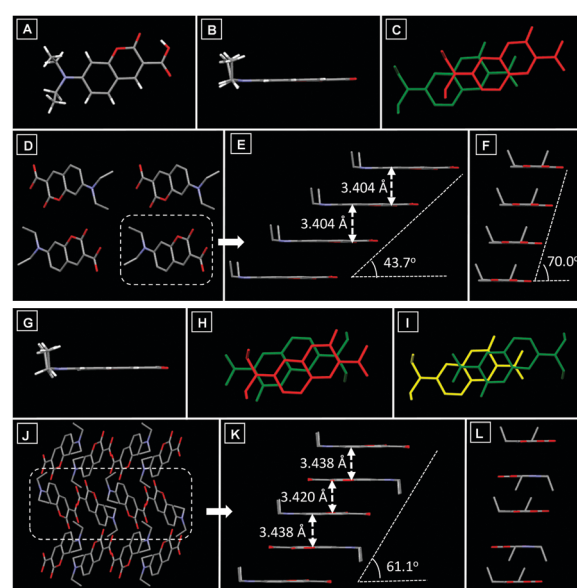 A
B
C
D
E
F
3.404 Å
3.404 Å
43.7°
70.0°
G
H
I
J
K
L
3.438 Å
3.420 Å
3.438 Å
61.1°